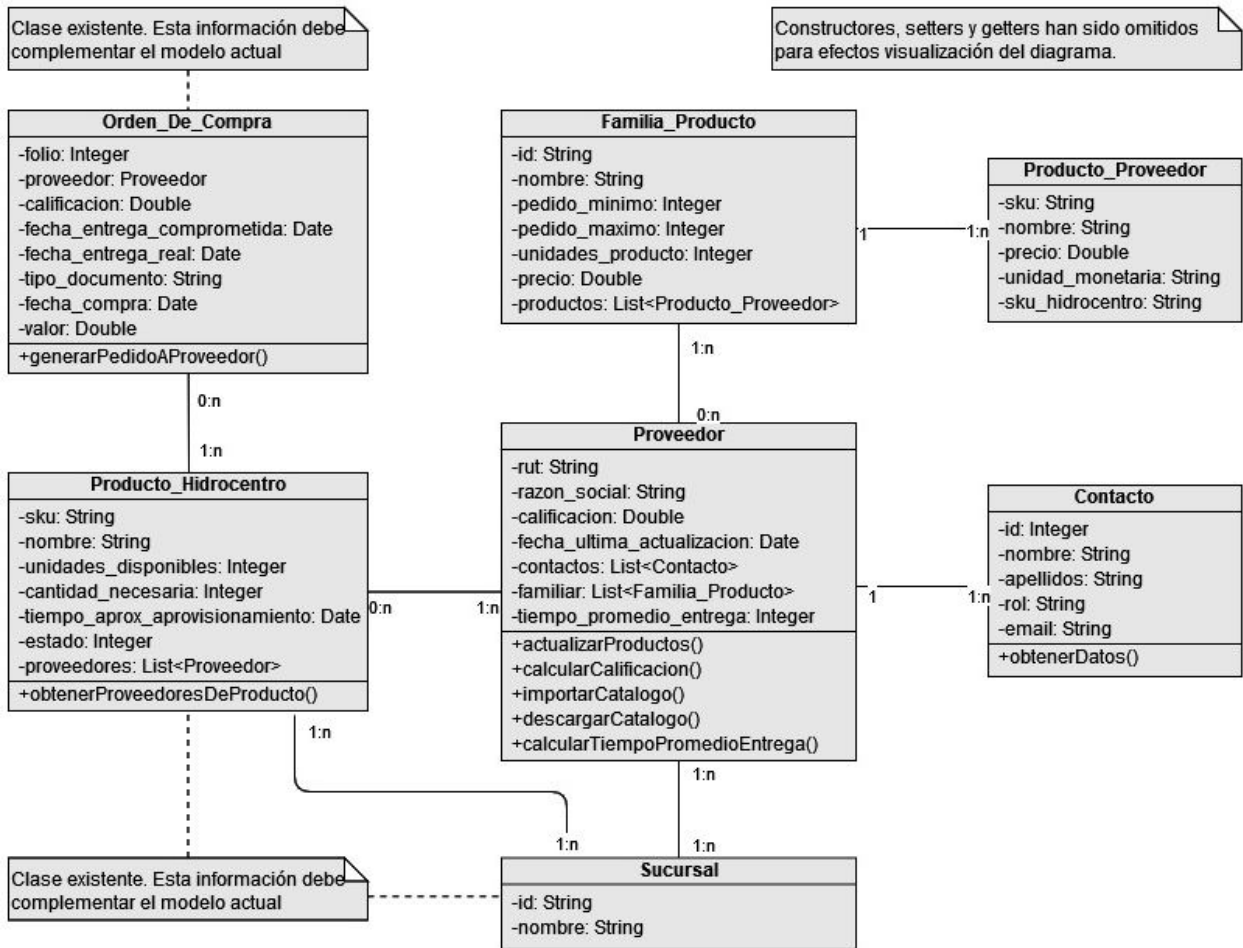 Clase existente. Esta información debe
complementar el modelo actual
Constructores, setters y getters han sido omitidos
para efectos visualización del diagrama.
Orden_De_Compra
-folio: Integer
-proveedor: Proveedor
-calificacion: Double
-fecha_entrega_comprometida: Date
-fecha_entrega_real: Date
-tipo_documento: String
-fecha_compra: Date
-valor: Double
+generarPedidoAProveedor()
Familia_Producto
-id: String
-nombre: String
-pedido_minimo: Integer
-pedido_maximo: Integer
-unidades_producto: Integer
-precio: Double
-productos: List<Producto_Proveedor>
Producto_Proveedor
-sku: String
-nombre: String
-precio: Double
-unidad_monetaria: String
-sku_hidrocentro: String
1
1:n
0:n
1:n
1:n
0:n
Producto_Hidrocentro
-sku: String
-nombre: String
-unidades_disponibles: Integer
-cantidad_necesaria: Integer
-tiempo_aprox_aprovisionamiento: Date
-estado: Integer
-proveedores: List<Proveedor>
+obtenerProveedoresDeProducto()
Proveedor
-rut: String
-razon_social: String
-calificacion: Double
-fecha_ultima_actualizacion: Date
-contactos: List<Contacto>
-familiar: List<Familia_Producto>
-tiempo_promedio_entrega: Integer
+actualizarProductos()
+calcularCalificacion()
+importarCatalogo()
+descargarCatalogo()
+calcularTiempoPromedioEntrega()
Contacto
-id: Integer
-nombre: String
-apellidos: String
-rol: String
-email: String
+obtenerDatos()
0:n
1:n
1
1:n
1:n
1:n
1:n
1:n
Clase existente. Esta información debe
complementar el modelo actual
Sucursal
-id: String
-nombre: String